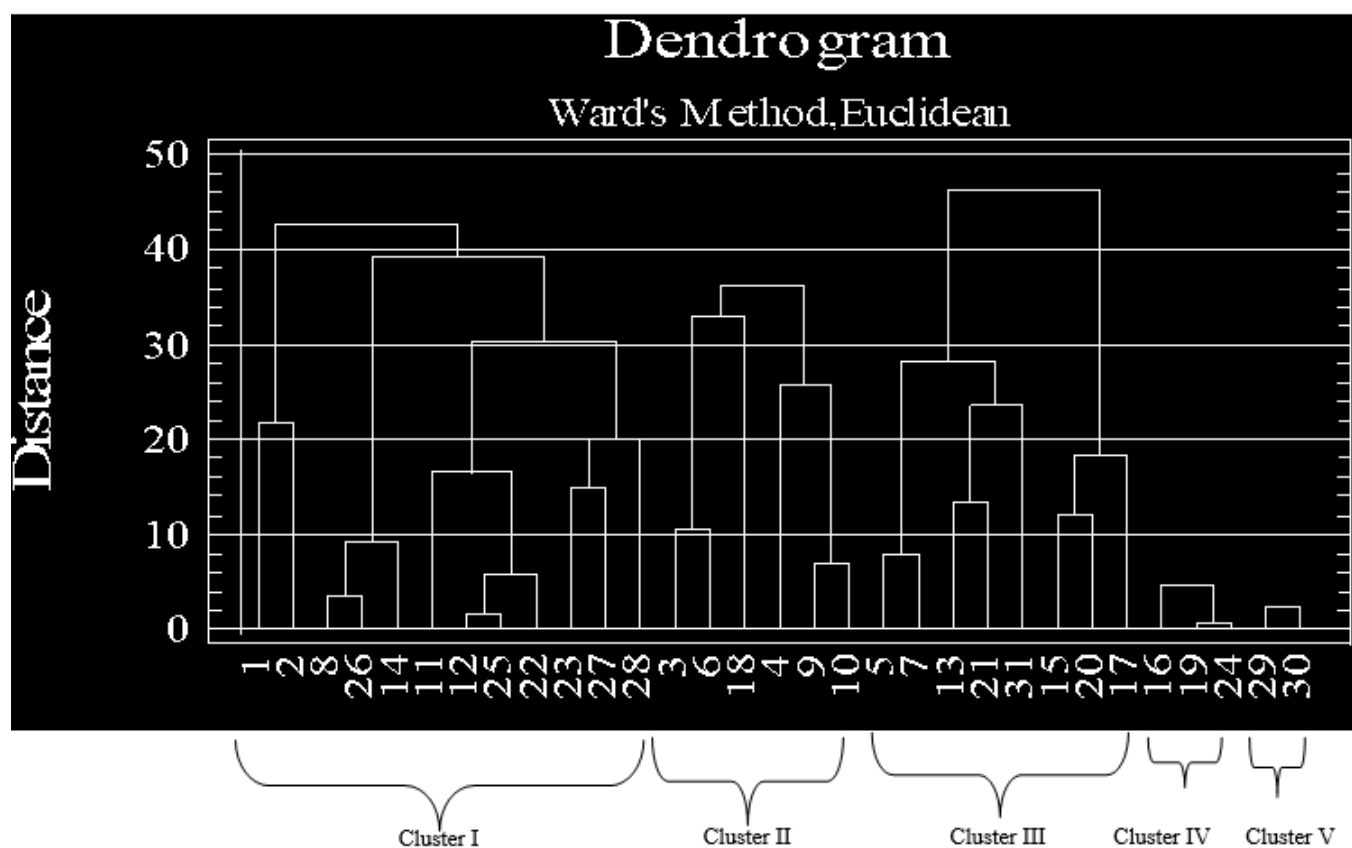 Dendrogram
Ward's Method,Euclidean
50
40
30
20
10
0
Distance
1 2 8 26 14 11 12 25 22 23 27 28 3 6 18 4 9 10 5 7 13 21 31 15 20 17 16 19 24 29 30
Cluster I Cluster II Cluster III Cluster IV Cluster V